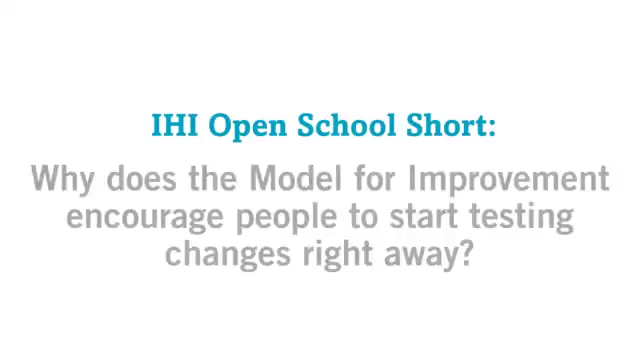 IHI Open School Short:
Why does the Model for Improvement
encourage people to start testing
changes right away?